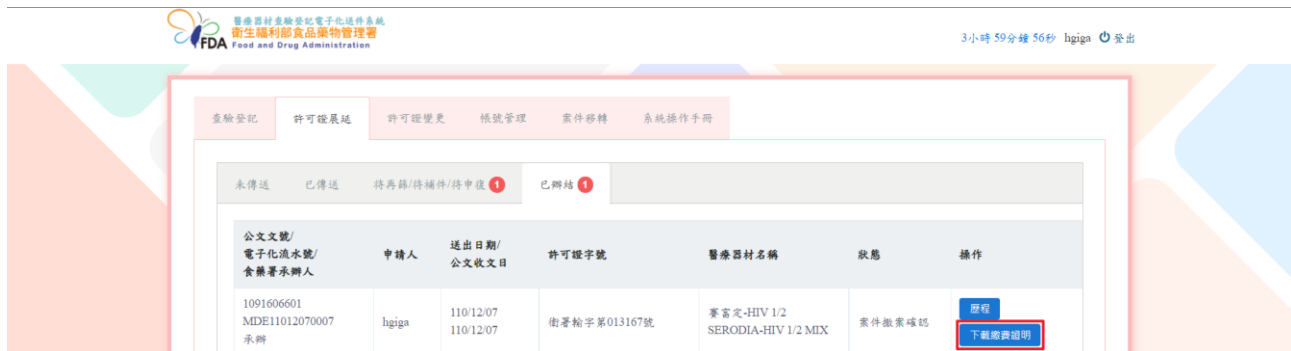 醫療器材查驗登記電子化送件系統
衛生福利部食品藥物管理署
FDA Food and Drug Administration
3小時 59分鐘 56秒 hgiga 登出
查驗登記 許可證展延 許可證變更 帳號管理 案件移轉 系統操作手冊
未傳送 已傳送 待再篩/待補件/待申復 1 已辦結 1
公文文號/
電子化流水號/
食藥署承辦人
申請人
送出日期/
公文收文日
許可證字號
醫療器材名稱
狀態
操作
1091606601
MDE11012070007
承辦
hgiga
110/12/07
110/12/07
衛署輸字第013167號
賽富定-HIV 1/2
SERODIA-HIV 1/2 MIX
案件撤案確認
歷程
下載繳費證明